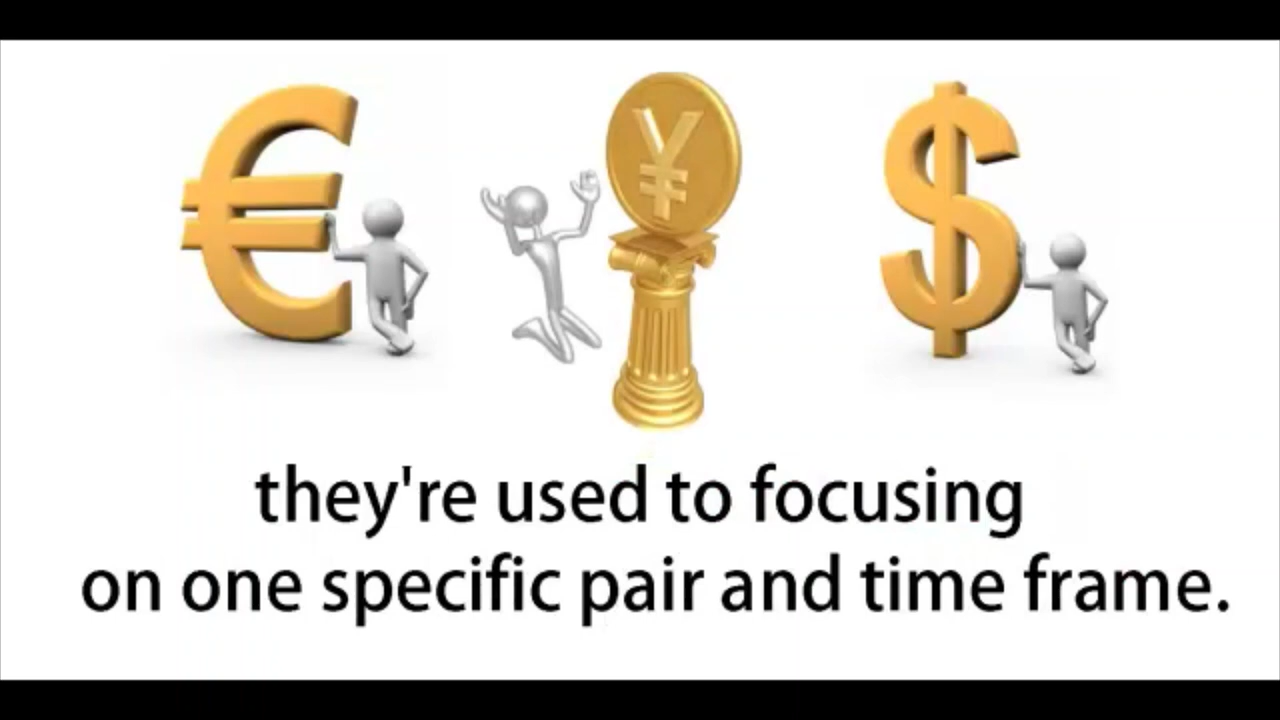 € ¥ $
they're used to focusing
on one specific pair and time frame.